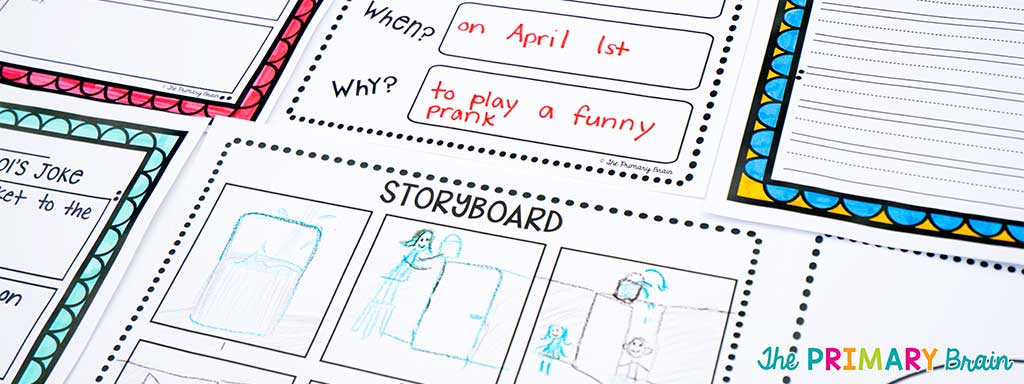 When?
on April 1st
WHY?
to play a funny
prank
© The Primary Brain
© The Primary Brain
STORYBOARD
OL'S JOKE
KET to the
on
The PRIMARY Brain